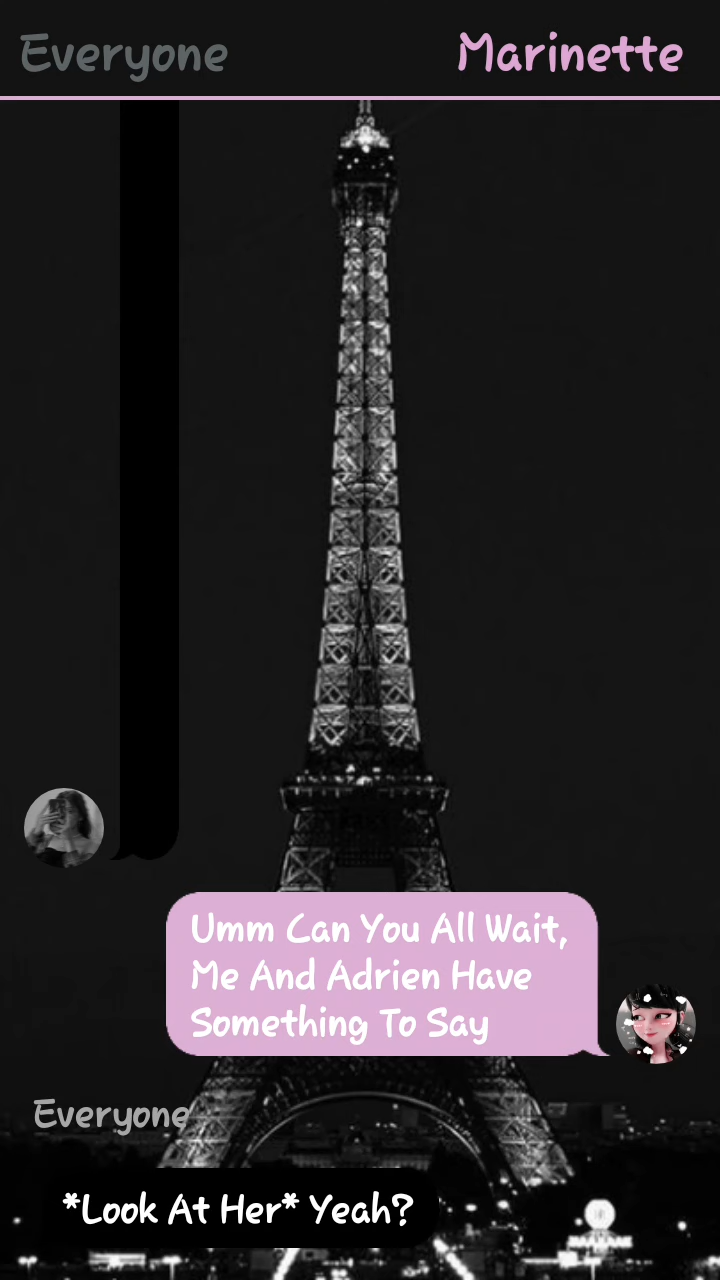 Everyone
Marinette
Umm Can You All Wait,
Me And Adrien Have
Something To Say
Everyone
*Look At Her* Yeah?